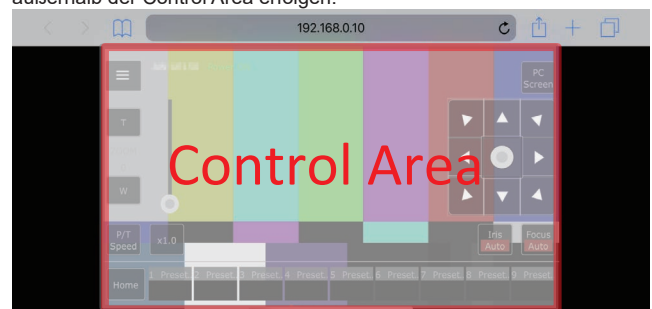 außerhalb der Control Area erfolgen.
192.168.0.10
PC
Screen
T
Control Area
W
P/T
Speed
x1.0
Iris
Auto
Focus
Auto
Home
1 Preset. 2 Preset. 3 Preset. 4 Preset. 5 Preset. 6 Preset. 7 Preset. 8 Preset. 9 Preset.